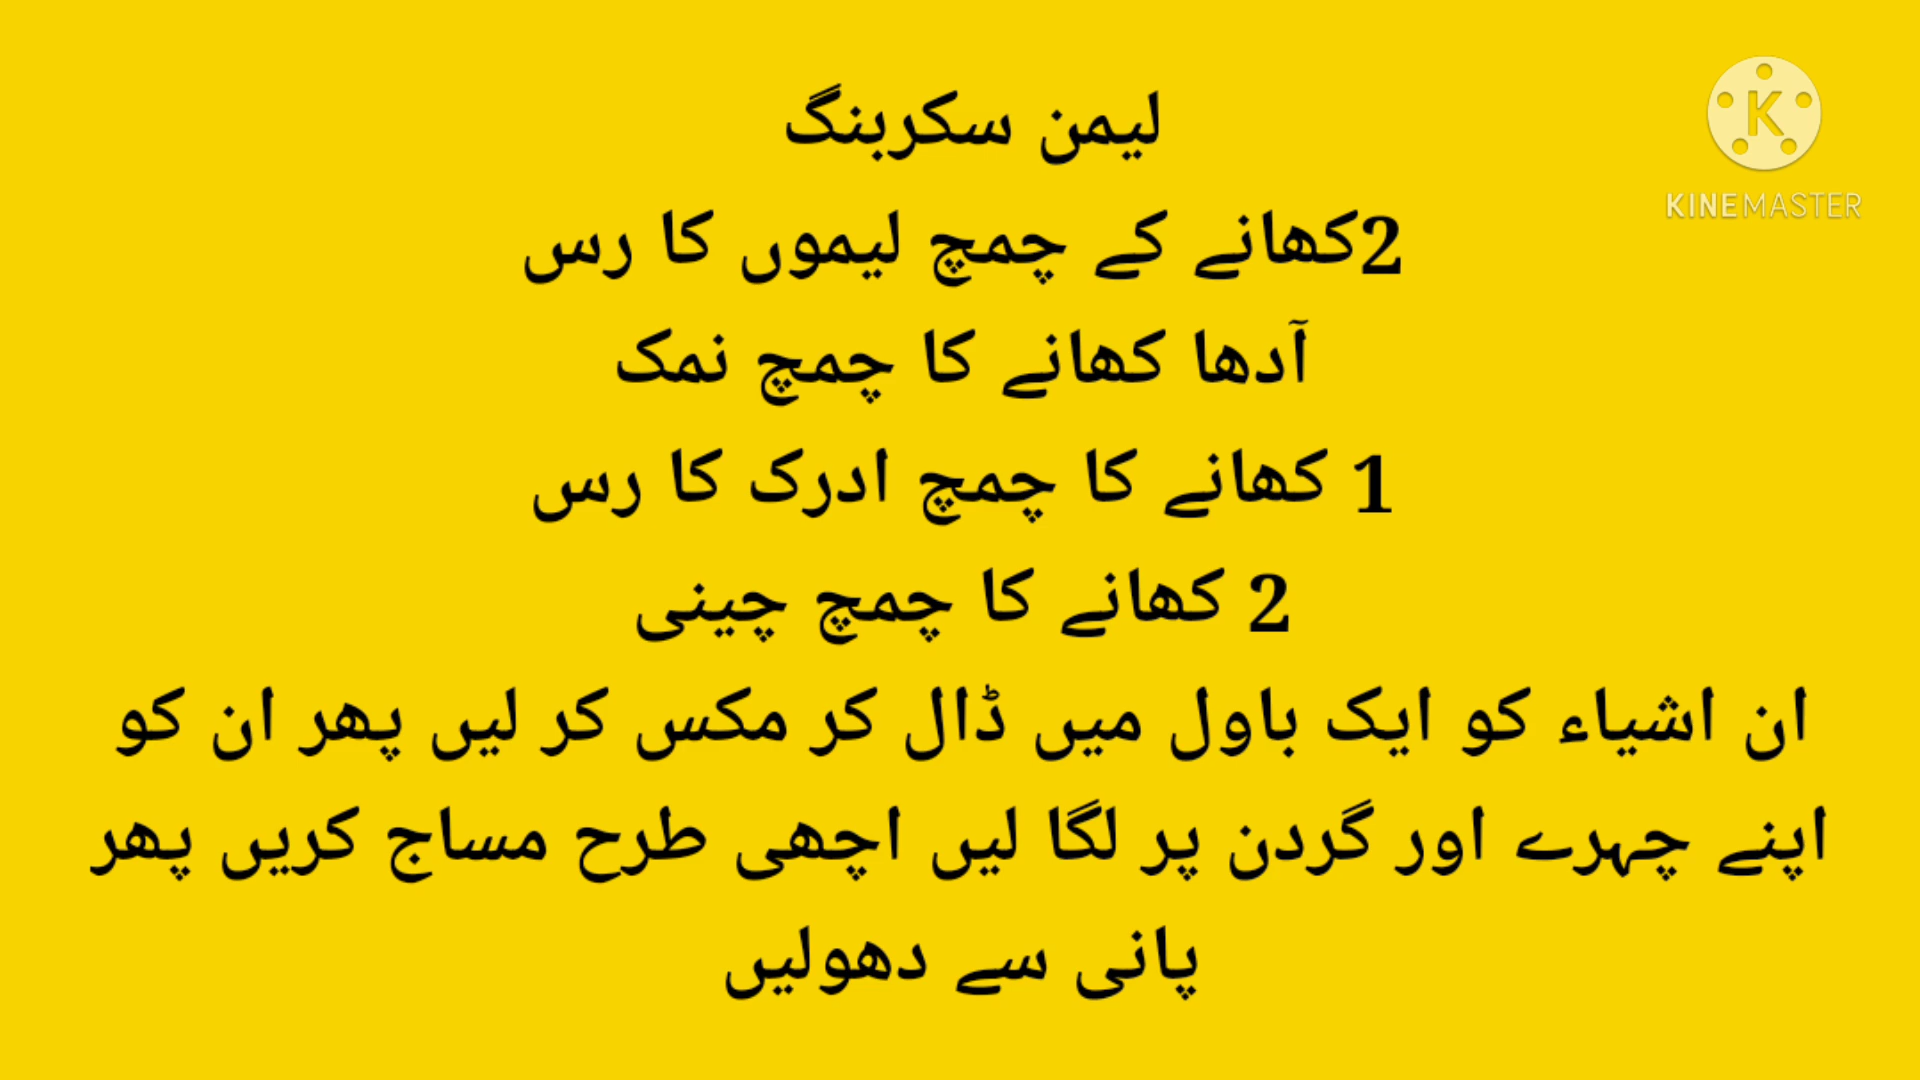 لیمن سکربنگ
2کھانے کے چمچ لیموں کا رس
آدھا کھانے کا چمچ نمک
1 کھانے کا چمچ ادرک کا رس
2 کھانے کا چمچ چینی
ان اشیاء کو ایک باول میں ڈال کر مکس کر لیں پھر ان کو
اپنے چہرے اور گردن پر لگا لیں اچھی طرح مساج کریں پھر
پانی سے دھولیں
K
KINEMASTER